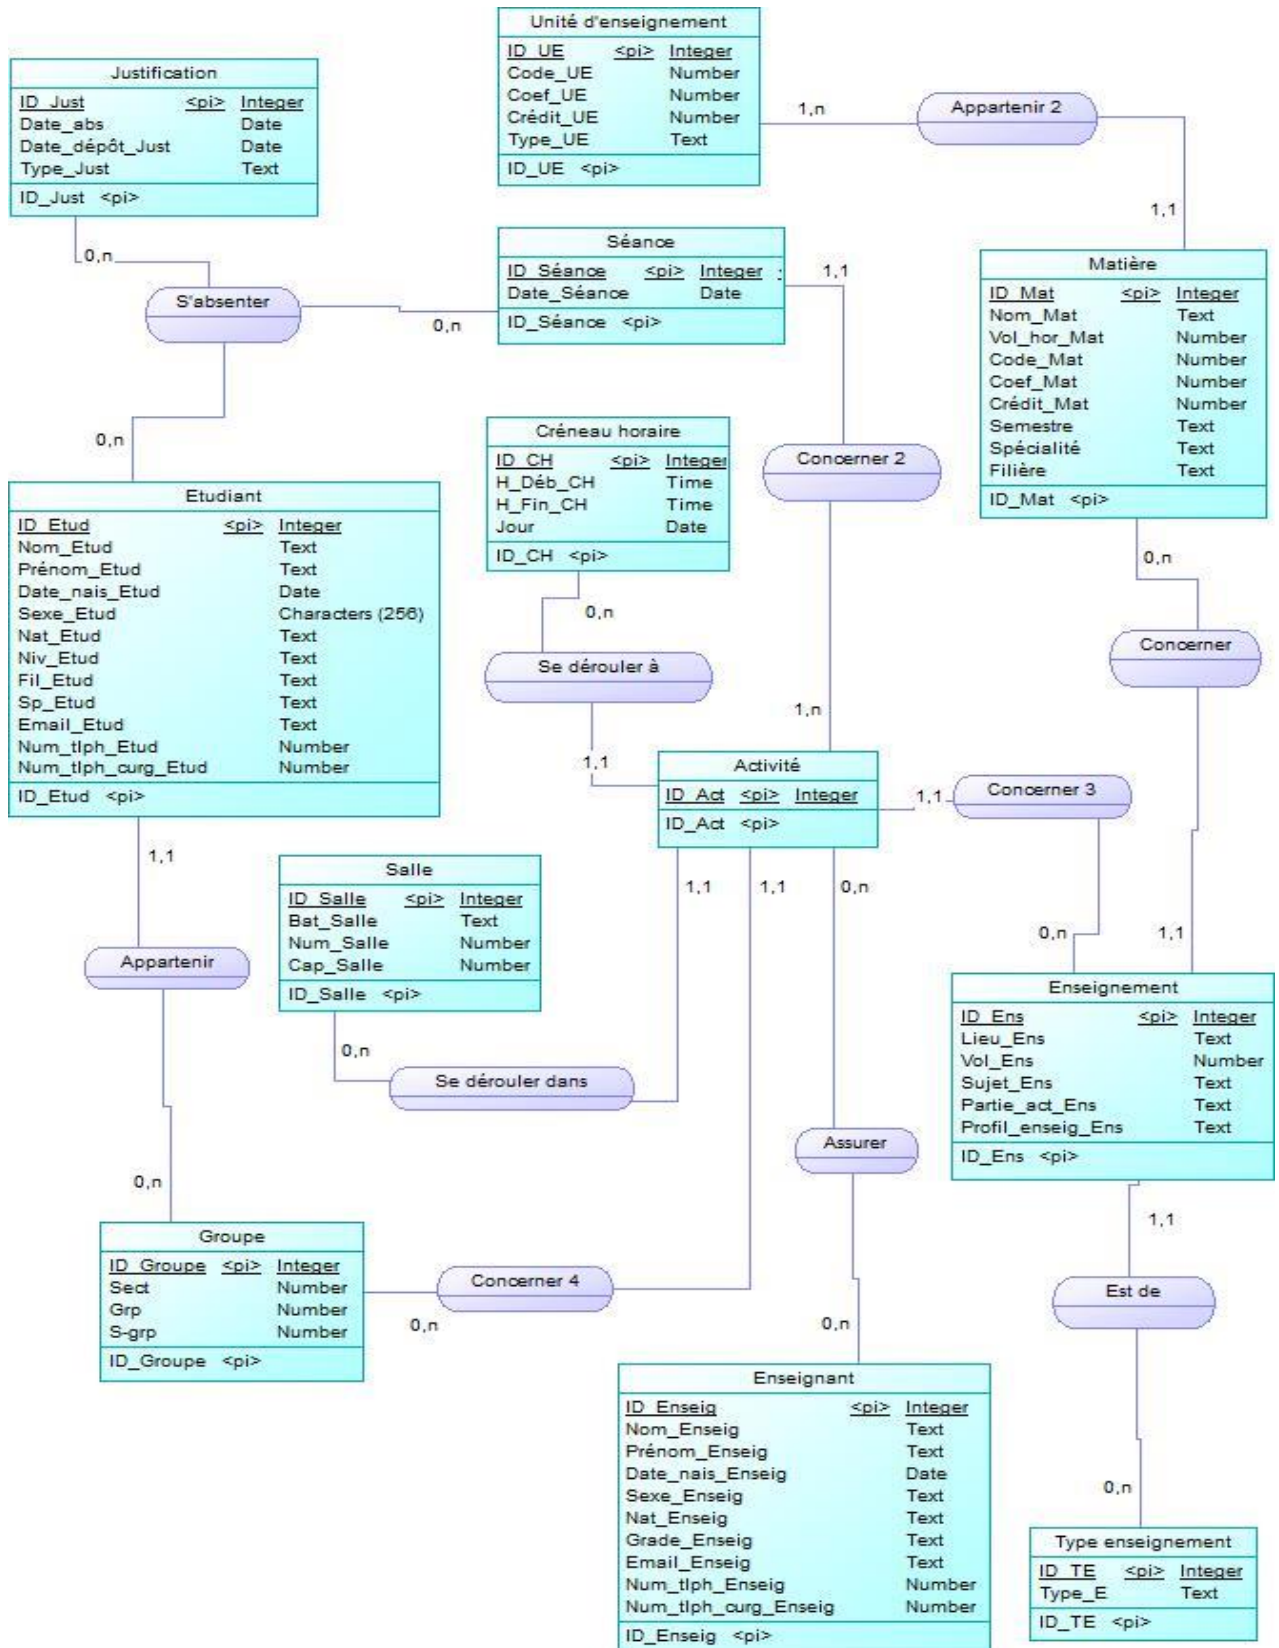 Unité d'enseignement
ID_UE <pi> Integer
Code_UE Number
Coef_UE Number
Crédit_UE Number
Type_UE Text
ID_UE <pi>
Justification
ID_Just <pi> Integer
Date_abs Date
Date_dépôt_Just Date
Type_Just Text
ID_Just <pi>
1,n
Appartenir 2
1,1
0,n
S'absenter
0,n
0,n
Séance
ID_Séance <pi> Integer
Date_Séance Date
ID_Séance <pi>
1,1
Matière
ID_Mat <pi> Integer
Nom_Mat Text
Vol_hor_Mat Number
Code_Mat Number
Coef_Mat Number
Crédit_Mat Number
Semestre Text
Spécialité Text
Filière Text
ID_Mat <pi>
Créneau horaire
ID_CH <pi> Integer
H_Déb_CH Time
H_Fin_CH Time
Jour Date
ID_CH <pi>
Concerner 2
1,n
Etudiant
ID_Etud <pi> Integer
Nom_Etud Text
Prénom_Etud Text
Date_nais_Etud Date
Sexe_Etud Characters (256)
Nat_Etud Text
Niv_Etud Text
Fil_Etud Text
Sp_Etud Text
Email_Etud Text
Num_tlph_Etud Number
Num_tlph_curg_Etud Number
ID_Etud <pi>
0,n
Se dérouler à
1,1
0,n
Concerner
1,1
Activité
ID_Act <pi> Integer
ID_Act <pi>
1,1
Concerner 3
0,n
1,1
Appartenir
0,n
Salle
ID_Salle <pi> Integer
Bat_Salle Text
Num_Salle Number
Cap_Salle Number
ID_Salle <pi>
0,n
Se dérouler dans
1,1
1,1
0,n
Assurer
0,n
Enseignement
ID_Ens <pi> Integer
Lieu_Ens Text
Vol_Ens Number
Sujet_Ens Text
Partie_act_Ens Text
Profil_enseig_Ens Text
ID_Ens <pi>
1,1
Est de
0,n
Groupe
ID_Groupe <pi> Integer
Sect Number
Grp Number
S-grp Number
ID_Groupe <pi>
0,n
Concerner 4
Enseignant
ID_Enseig <pi> Integer
Nom_Enseig Text
Prénom_Enseig Text
Date_nais_Enseig Date
Sexe_Enseig Text
Nat_Enseig Text
Grade_Enseig Text
Email_Enseig Text
Num_tlph_Enseig Number
Num_tlph_curg_Enseig Number
ID_Enseig <pi>
Type enseignement
ID_TE <pi> Integer
Type_E Text
ID_TE <pi>